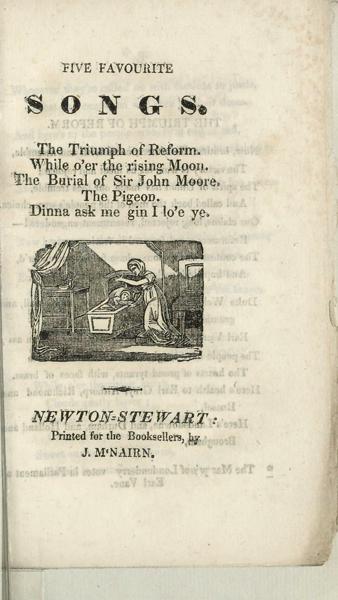 FIVE FAVOURITE
SONGS.
The Triumph of Reform.
While o'er the rising Moon.
The Burial of Sir John Moore.
The Pigeon.
Dinna ask me gin I lo'e ye.
NEWTON-STEWART:
Printed for the Booksellers, by
J. M'NAIRN.